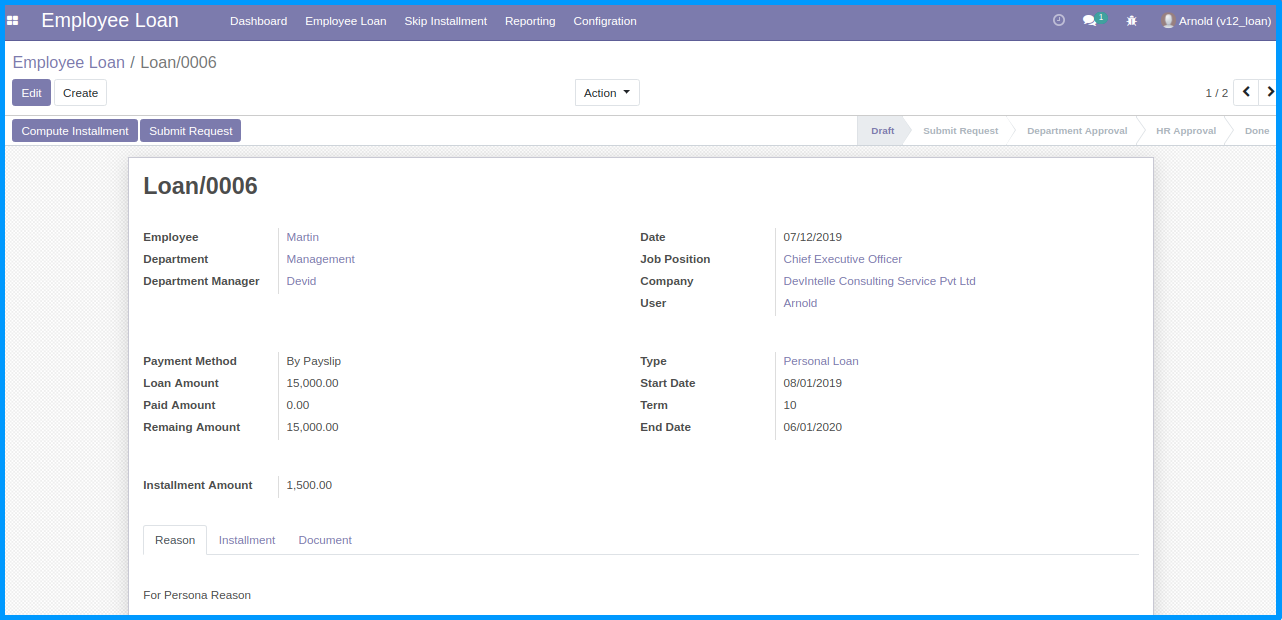 Employee Loan Dashboard Employee Loan Skip Installment Reporting Configration 1 Arnold (v12_loan)
Employee Loan / Loan/0006
Edit Create Action 1 / 2
Compute Installment Submit Request Draft Submit Request Department Approval HR Approval Done
Loan/0006
Employee Martin Date 07/12/2019
Department Management Job Position Chief Executive Officer
Department Manager Devid Company DevIntelle Consulting Service Pvt Ltd
User Arnold
Payment Method By Payslip Type Personal Loan
Loan Amount 15,000.00 Start Date 08/01/2019
Paid Amount 0.00 Term 10
Remaing Amount 15,000.00 End Date 06/01/2020
Installment Amount 1,500.00
Reason Installment Document
For Persona Reason